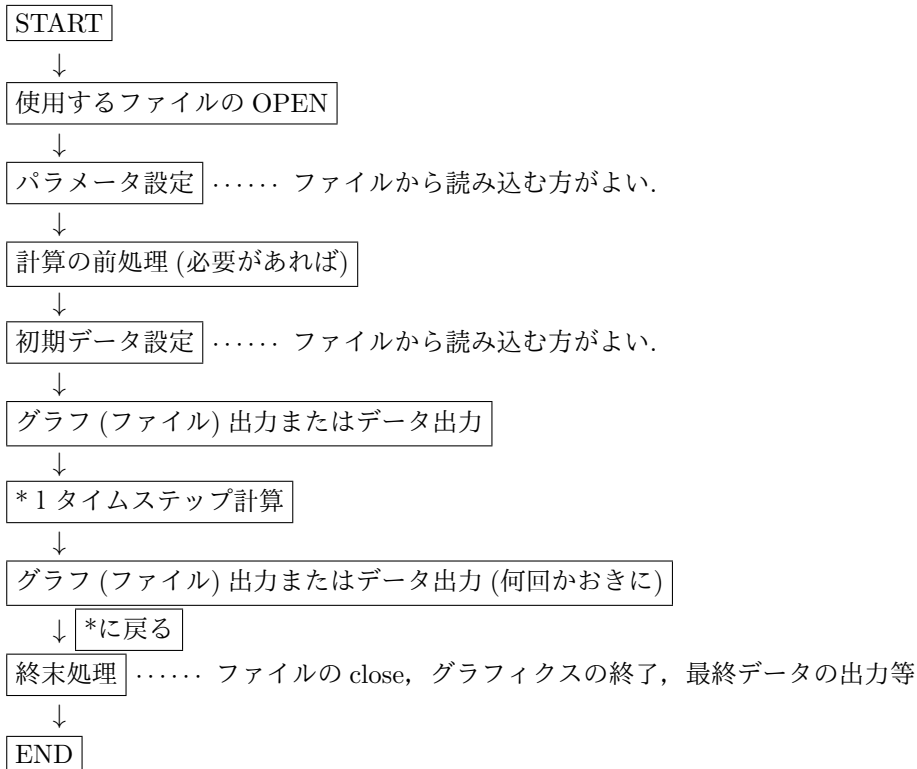 START
↓
使用するファイルの OPEN
↓
パラメータ設定 ······ ファイルから読み込む方がよい.
↓
計算の前処理 (必要があれば)
↓
初期データ設定 ······ ファイルから読み込む方がよい.
↓
グラフ (ファイル) 出力またはデータ出力
↓
* 1 タイムステップ計算
↓
グラフ (ファイル) 出力またはデータ出力 (何回かおきに)
↓ *に戻る
終末処理 ······ ファイルの close，グラフィクスの終了，最終データの出力等
↓
END